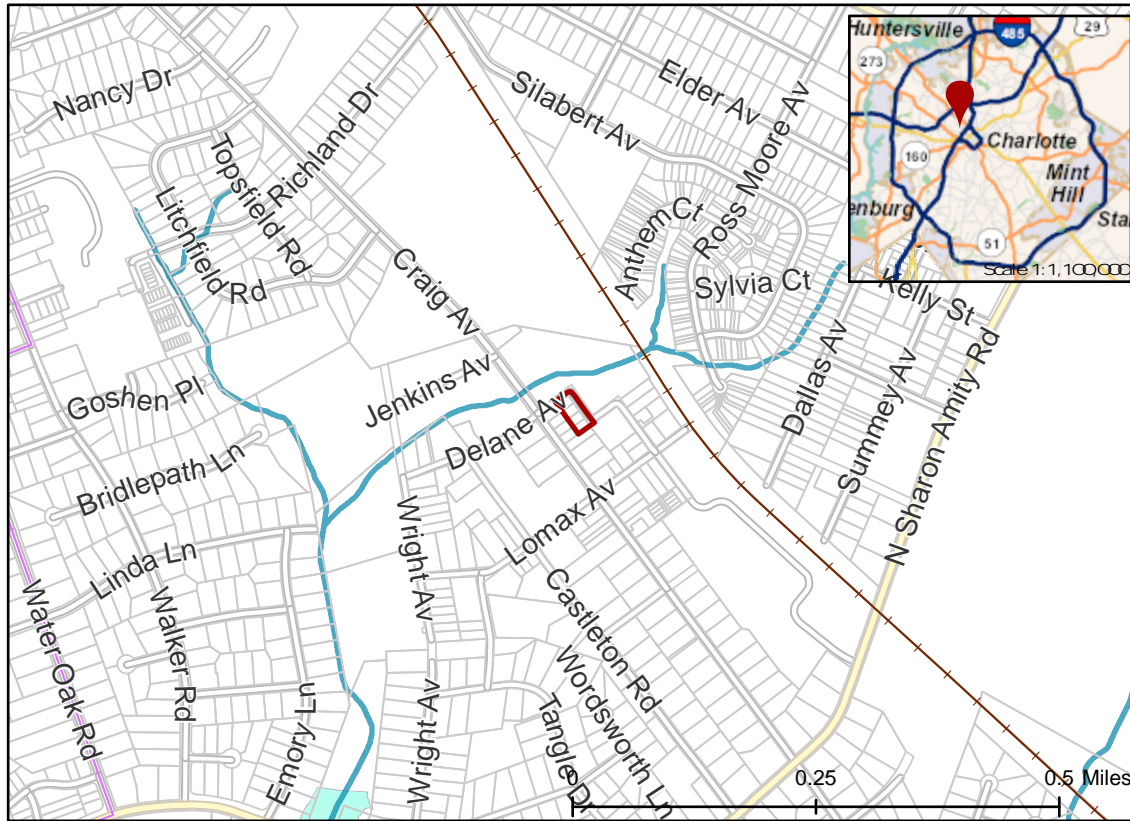 Nancy Dr
Topsfield Rd
Richland Dr
Litchfield Rd
Silabert Av
Elder Av
Ross Moore Av
Anthem Ct
Sylvia Ct
Craig Av
Jenkins Av
Goshen Pl
Delane Av
Bridlepath Ln
Kelly St
Dallas Av
Summey Av
N Sharon Amity Rd
Lomax Av
Wright Av
Linda Ln
Walker Rd
Water Oak Rd
Castleton Rd
Wordsworth Ln
Emory Ln
Wright Av
Tangle Dr
0
0.25
0.5 Miles
Huntersville
485
29
273
Charlotte
160
Mint
Hill
enburg
Sta
51
Scale 1: 1,100,000